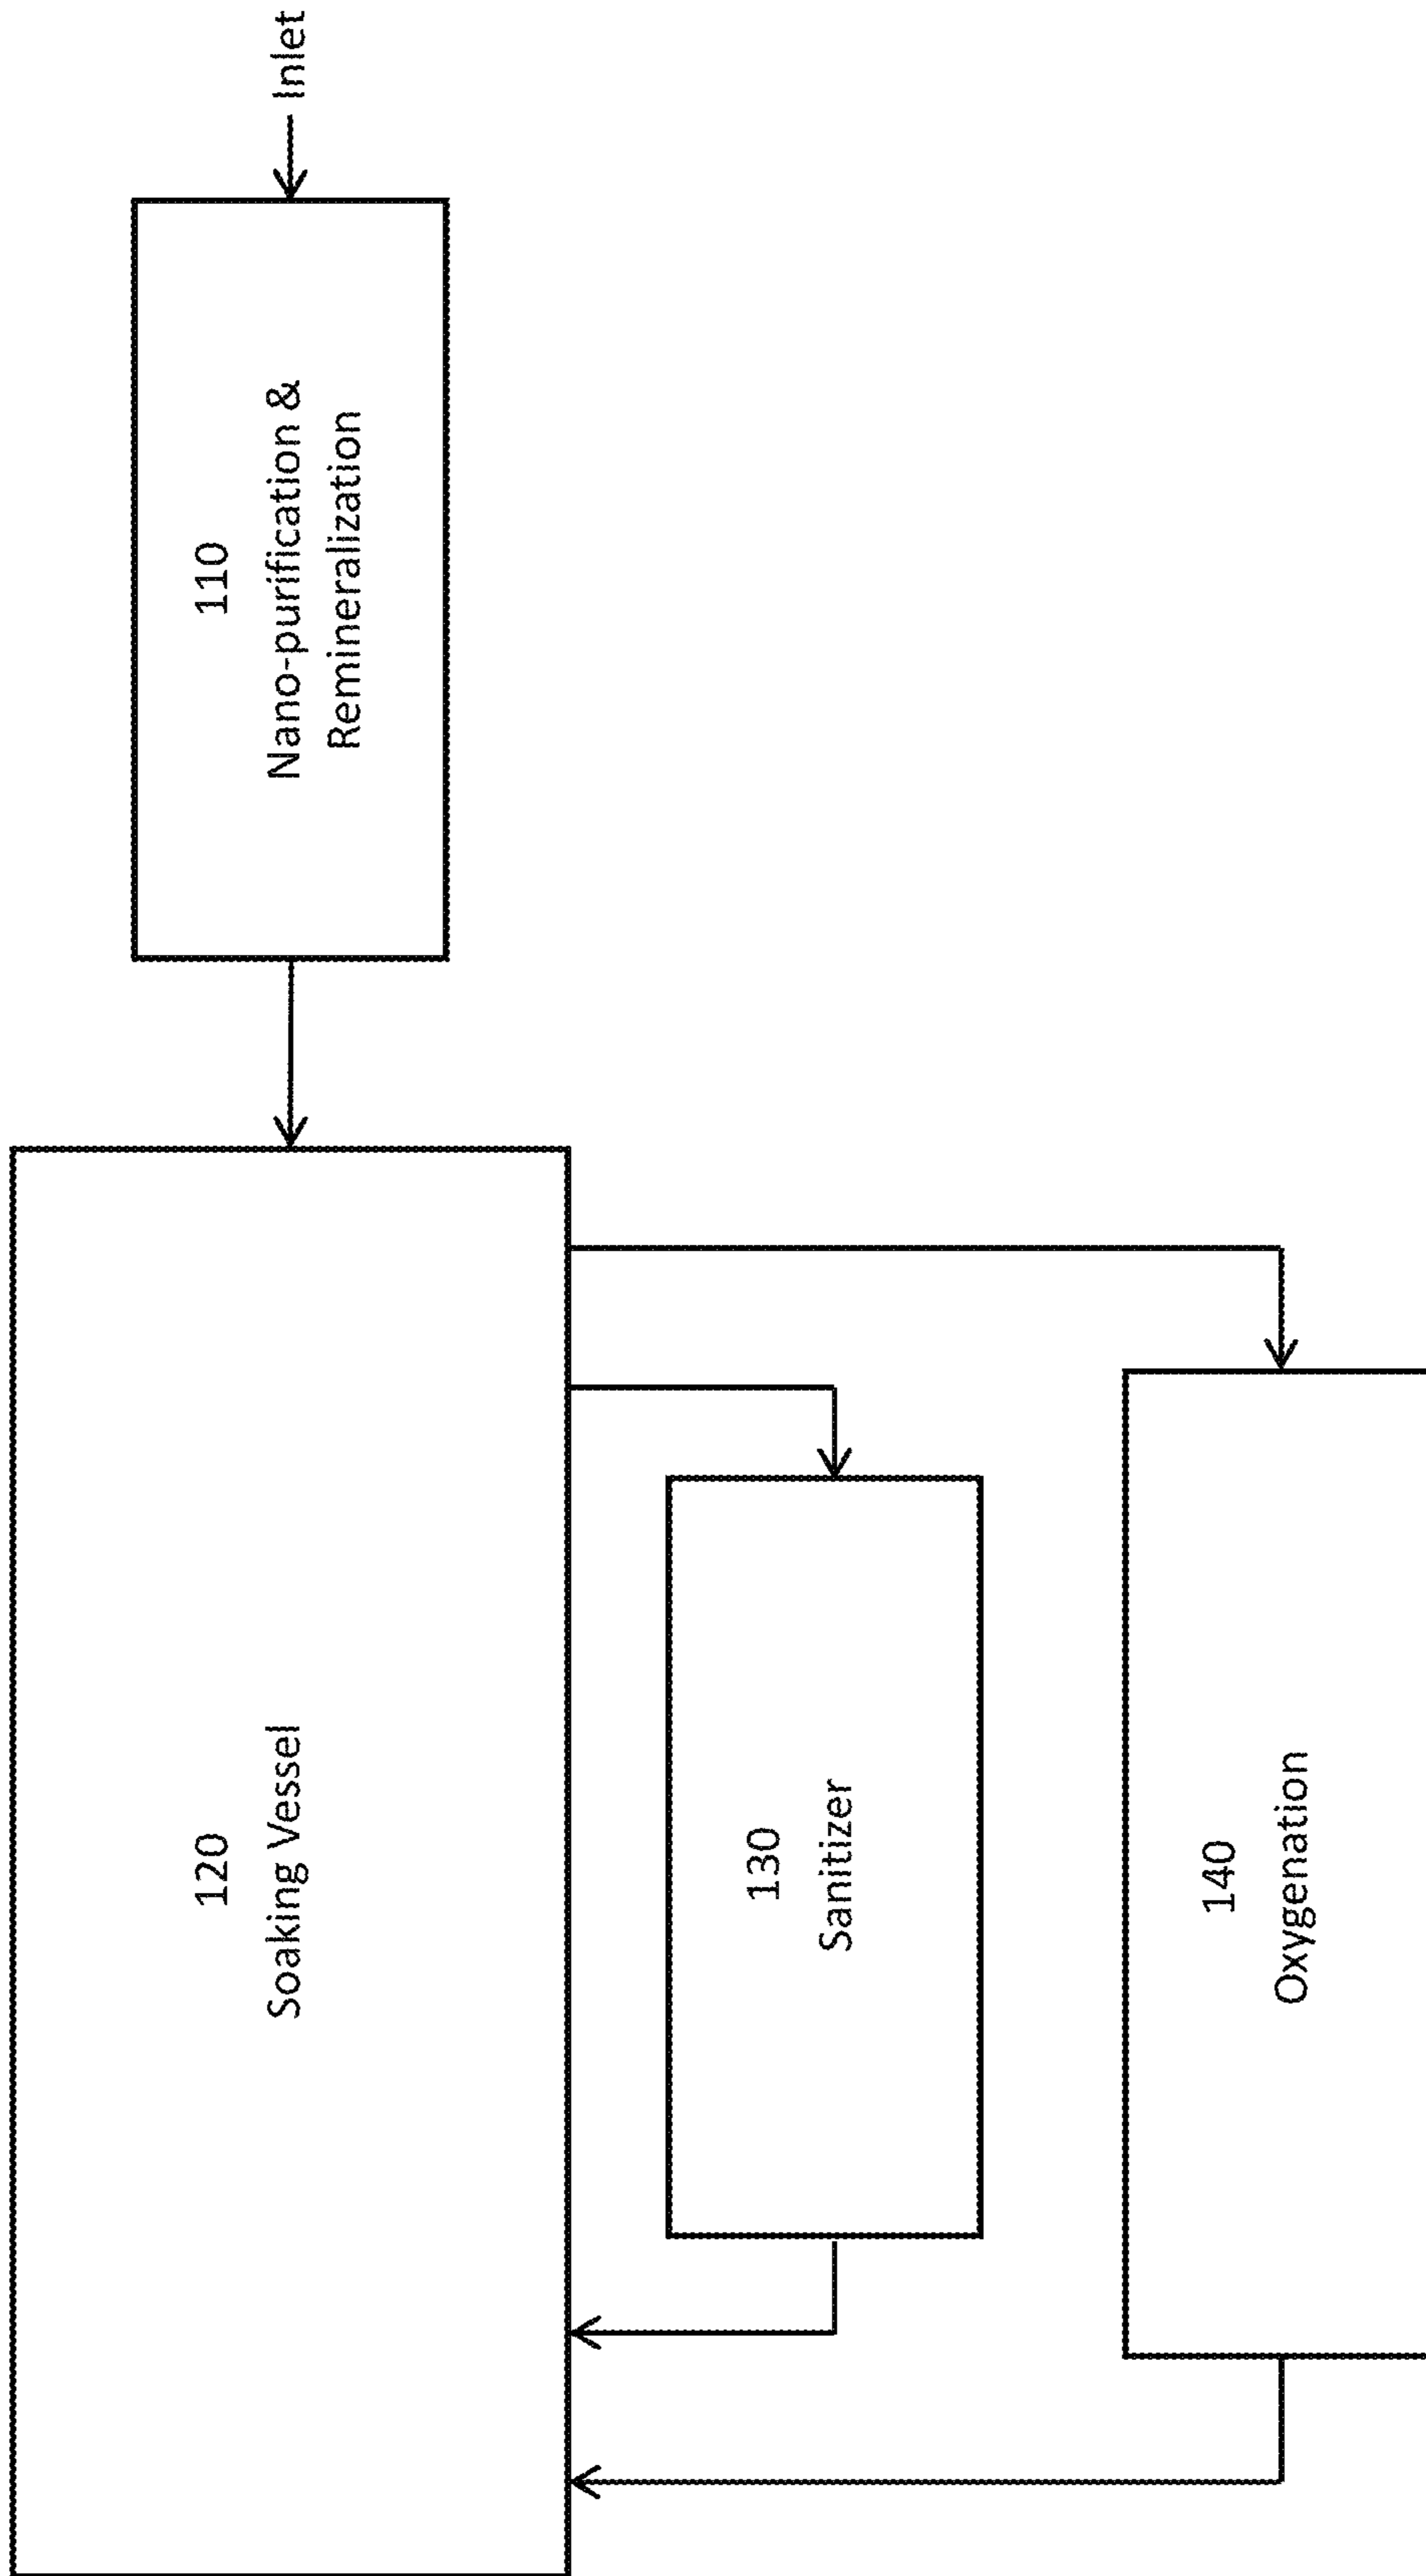 120
Soaking Vessel
110
Nano-purification &
Remineralization
Inlet
130
Sanitizer
140
Oxygenation